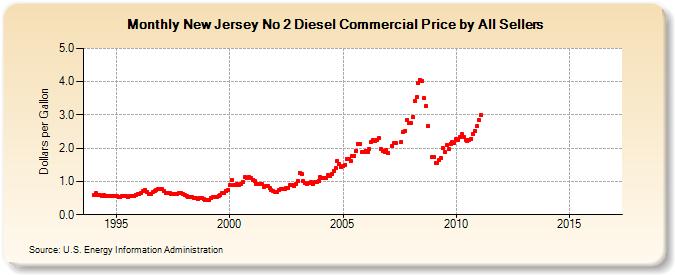 Monthly New Jersey No 2 Diesel Commercial Price by All Sellers
Dollars per Gallon
5.0
4.0
3.0
2.0
1.0
0.0
1995 2000 2005 2010 2015
Source: U.S. Energy Information Administration